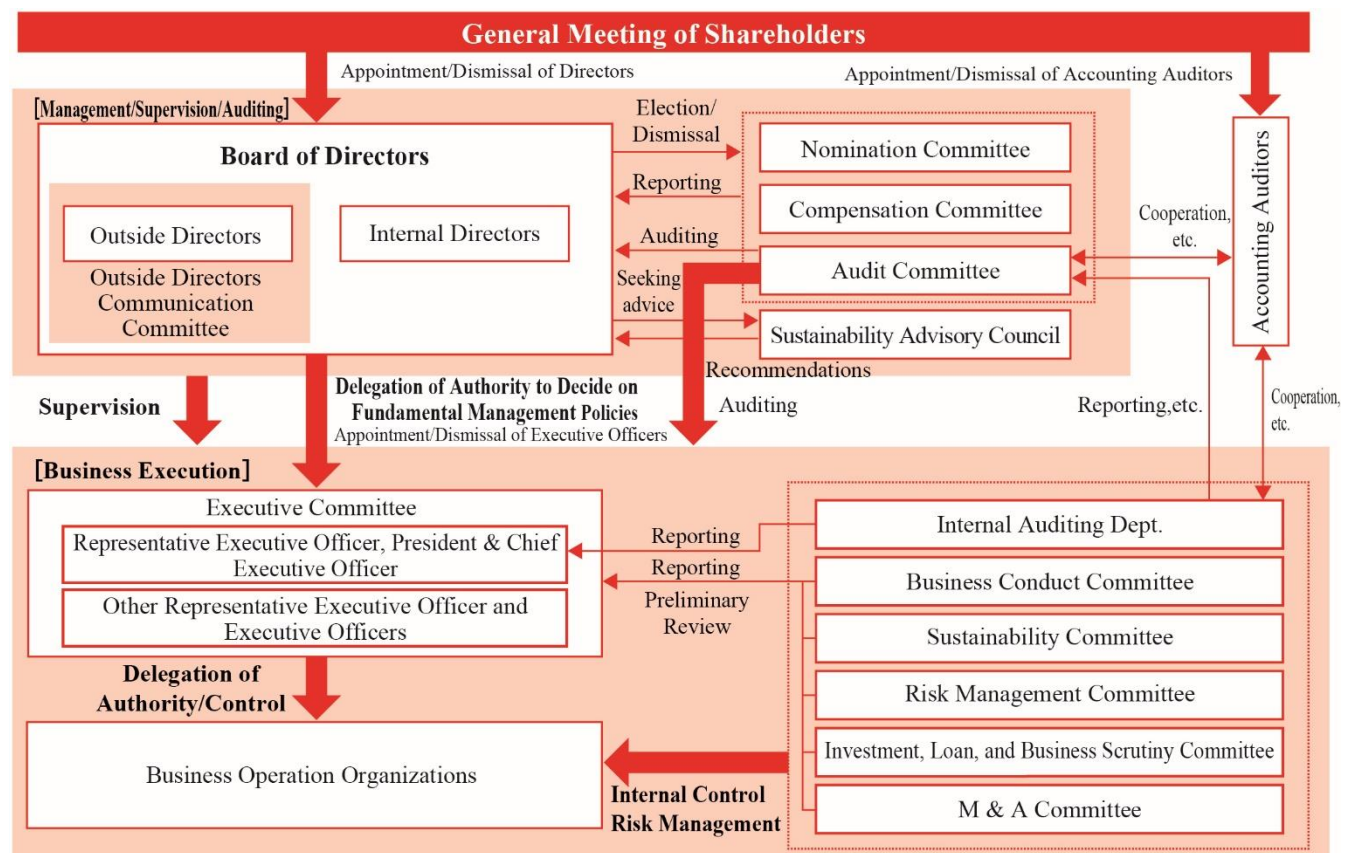 General Meeting of Shareholders
Appointment/Dismissal of Directors
Appointment/Dismissal of Accounting Auditors
[Management/Supervision/Auditing]
Board of Directors
Outside Directors
Outside Directors
Communication
Committee
Internal Directors
Election/
Dismissal
Reporting
Auditing
Seeking
advice
Nomination Committee
Compensation Committee
Audit Committee
Sustainability Advisory Council
Recommendations
Cooperation,
etc.
Accounting Auditors
Supervision
Delegation of Authority to Decide on
Fundamental Management Policies
Appointment/Dismissal of Executive Officers
Auditing
Reporting,etc.
Cooperation,
etc.
[Business Execution]
Executive Committee
Representative Executive Officer, President & Chief
Executive Officer
Other Representative Executive Officer and
Executive Officers
Reporting
Reporting
Preliminary
Review
Internal Auditing Dept.
Business Conduct Committee
Sustainability Committee
Risk Management Committee
Investment, Loan, and Business Scrutiny Committee
M & A Committee
Delegation of
Authority/Control
Business Operation Organizations
Internal Control
Risk Management